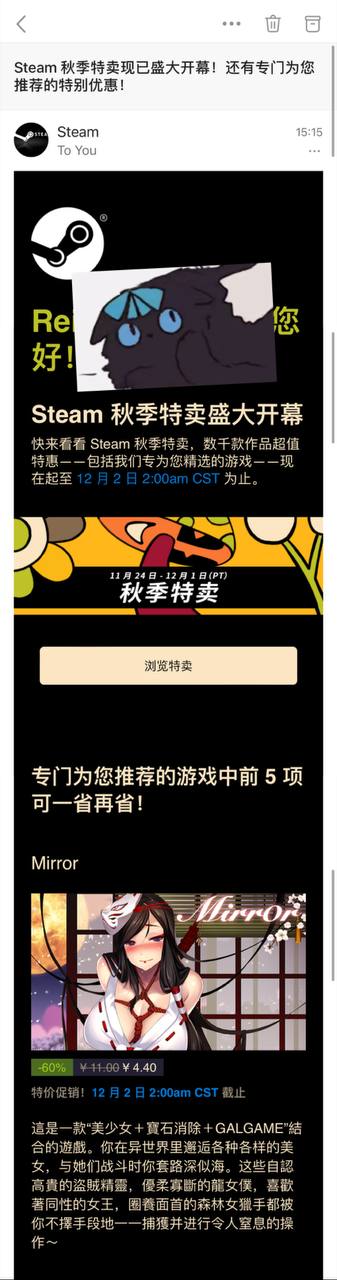 Steam 秋季特卖现已盛大开幕！还有专门为您
推荐的特别优惠！
STEAM
Steam
15:15
To You
®
Rei
您
好！
Steam 秋季特卖盛大开幕
快来看看 Steam 秋季特卖，数千款作品超值
特惠——包括我们专为您精选的游戏——现
在起至 12 月 2 日 2:00am CST 为止。
11 月 24 日 - 12 月 1 日 (PT)
秋季特卖
浏览特卖
专门为您推荐的游戏中前 5 项
可一省再省！
Mirror
Mirror
-60% ¥ 11.00 ¥ 4.40
特价促销！12 月 2 日 2:00am CST 截止
這是一款“美少女＋寶石消除＋GALGAME”結
合的遊戲。你在异世界里邂逅各种各样的美
女，与她们战斗时你套路深似海。这些自認
高貴的盜賊精靈，優柔寡斷的龍女僕，喜歡
著同性的女王，圈養面首的森林女獵手都被
你不擇手段地一一捕獲并进行令人窒息的操
作～